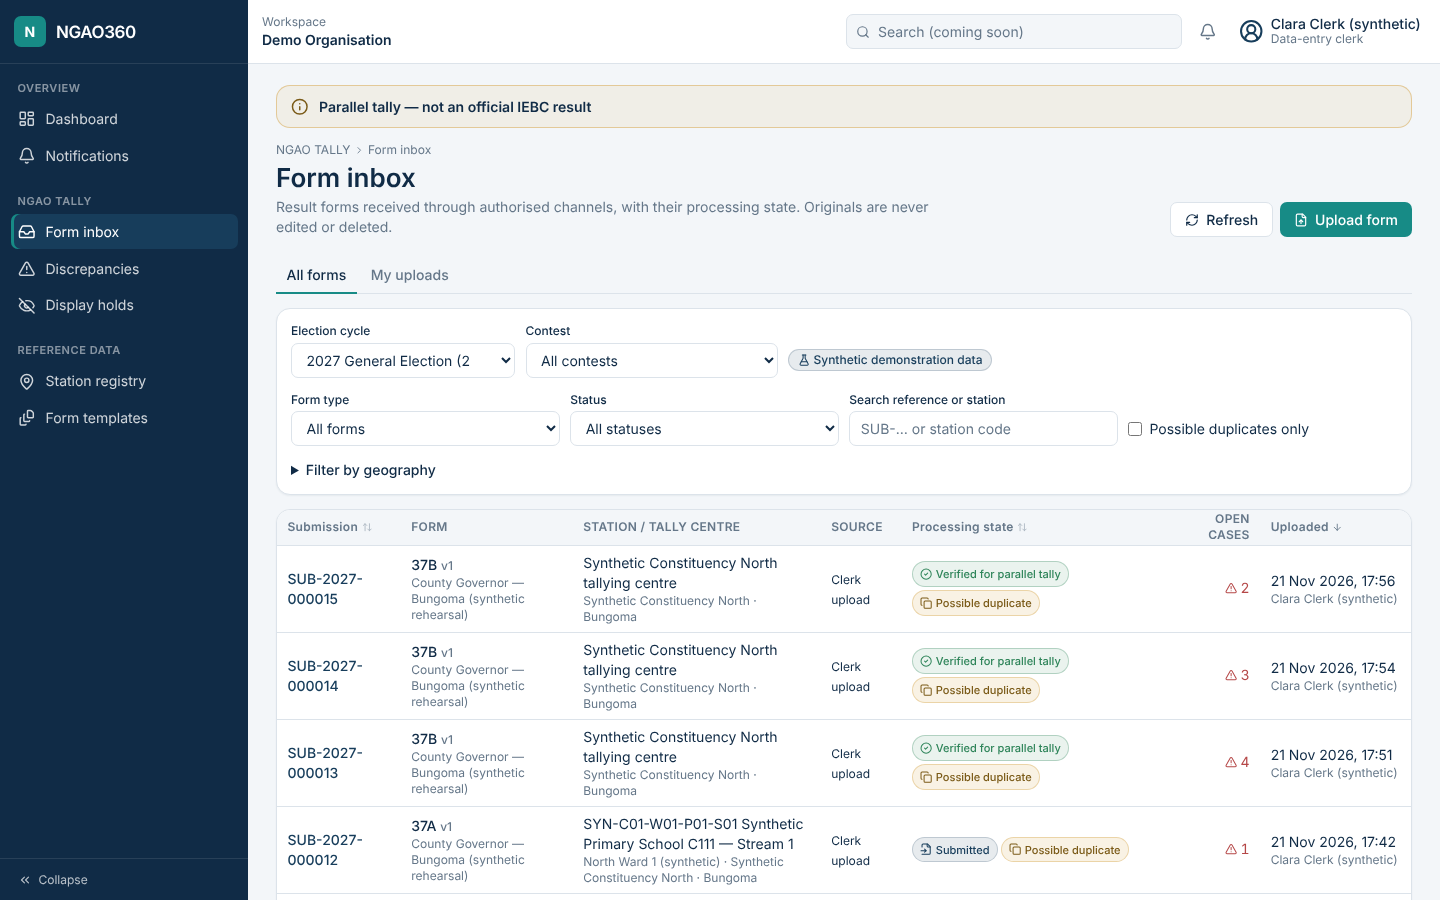 N NGAO360
Workspace
Demo Organisation
Search (coming soon)
Clara Clerk (synthetic)
Data-entry clerk
OVERVIEW
Dashboard
Notifications
NGAO TALLY
Form inbox
Discrepancies
Display holds
REFERENCE DATA
Station registry
Form templates
Collapse
Parallel tally — not an official IEBC result
NGAO TALLY > Form inbox
Form inbox
Result forms received through authorised channels, with their processing state. Originals are never
edited or deleted.
Refresh
Upload form
All forms
My uploads
Election cycle
Contest
2027 General Election (2
All contests
Synthetic demonstration data
Form type
Status
Search reference or station
All forms
All statuses
SUB-... or station code
Possible duplicates only
Filter by geography
Submission
FORM
STATION / TALLY CENTRE
SOURCE
Processing state
OPEN
CASES
Uploaded
SUB-2027-
000015
37B v1
County Governor —
Bungoma (synthetic
rehearsal)
Synthetic Constituency North
tallying centre
Synthetic Constituency North ·
Bungoma
Clerk
upload
Verified for parallel tally
Possible duplicate
2
21 Nov 2026, 17:56
Clara Clerk (synthetic)
SUB-2027-
000014
37B v1
County Governor —
Bungoma (synthetic
rehearsal)
Synthetic Constituency North
tallying centre
Synthetic Constituency North ·
Bungoma
Clerk
upload
Verified for parallel tally
Possible duplicate
3
21 Nov 2026, 17:54
Clara Clerk (synthetic)
SUB-2027-
000013
37B v1
County Governor —
Bungoma (synthetic
rehearsal)
Synthetic Constituency North
tallying centre
Synthetic Constituency North ·
Bungoma
Clerk
upload
Verified for parallel tally
Possible duplicate
4
21 Nov 2026, 17:51
Clara Clerk (synthetic)
SUB-2027-
000012
37A v1
County Governor —
Bungoma (synthetic
rehearsal)
SYN-C01-W01-P01-S01 Synthetic
Primary School C111 — Stream 1
North Ward 1 (synthetic) · Synthetic
Constituency North · Bungoma
Clerk
upload
Submitted
Possible duplicate
1
21 Nov 2026, 17:42
Clara Clerk (synthetic)